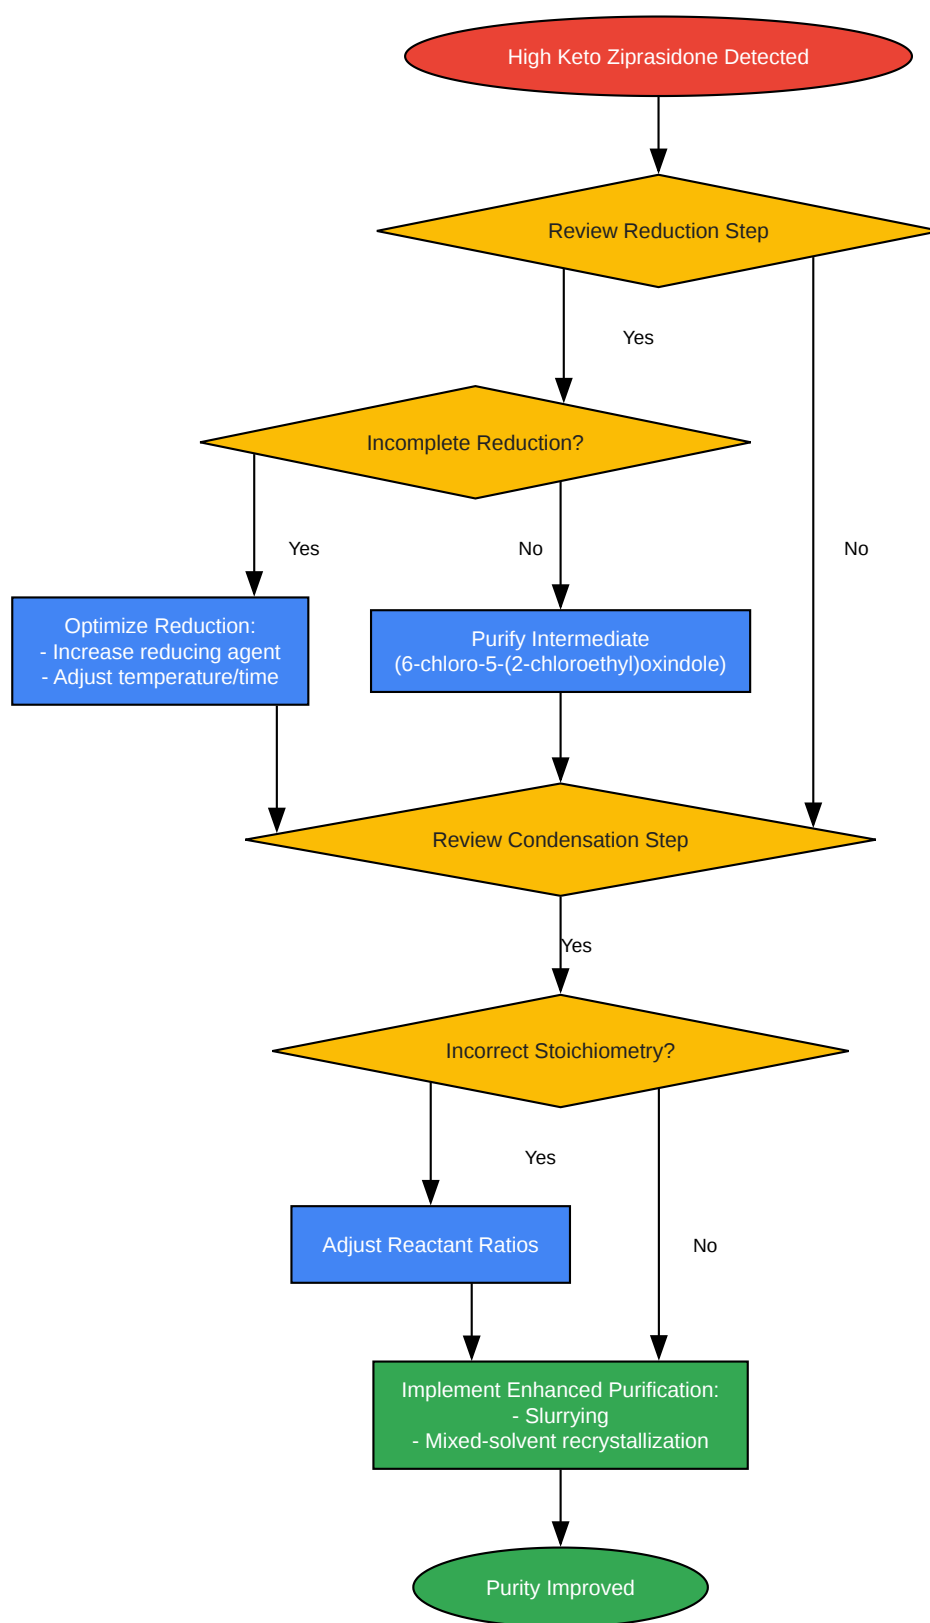 High Keto Ziprasidone Detected
Review Reduction Step
Yes
Incomplete Reduction?
Yes
No
No
Optimize Reduction:
- Increase reducing agent
- Adjust temperature/time
Purify Intermediate
(6-chloro-5-(2-chloroethyl)oxindole)
Review Condensation Step
Yes
Incorrect Stoichiometry?
Yes
Adjust Reactant Ratios
No
Implement Enhanced Purification:
- Slurrying
- Mixed-solvent recrystallization
Purity Improved